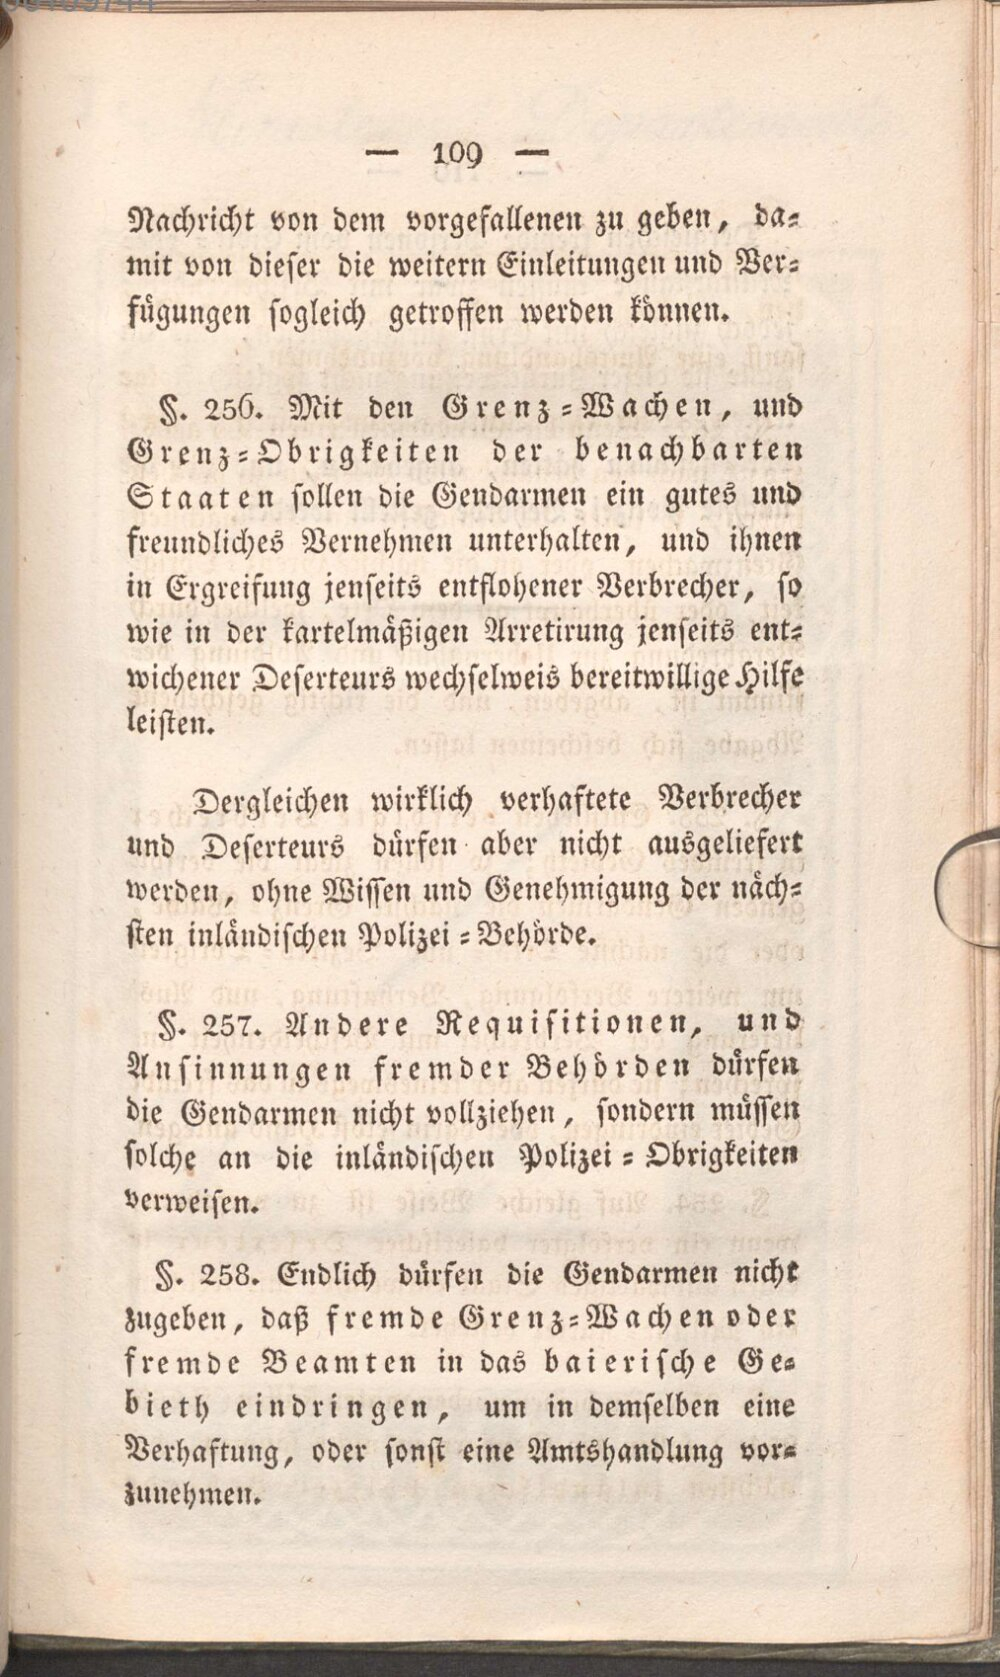 — 109 —
Nachricht von dem vorgefallenen zu geben, da-
mit von dieser die weitern Einleitungen und Ver-
fügungen sogleich getroffen werden können.
§. 256. Mit den Grenz-Wachen, und
Grenz-Obrigkeiten der benachbarten
Staaten sollen die Gendarmen ein gutes und
freundliches Vernehmen unterhalten, und ihnen
in Ergreifung jenseits entflohener Verbrecher, so
wie in der kartelmäßigen Arretirung jenseits ent-
wichener Deserteurs wechselweis bereitwillige Hilfe
leisten.
Dergleichen wirklich verhaftete Verbrecher
und Deserteurs dürfen aber nicht ausgeliefert
werden, ohne Wissen und Genehmigung der näch-
sten inländischen Polizei-Behörde.
§. 257. Andere Requisitionen, und
Ansinnungen fremder Behörden dürfen
die Gendarmen nicht vollziehen, sondern müssen
solche an die inländischen Polizei-Obrigkeiten
verweisen.
§. 258. Endlich dürfen die Gendarmen nicht
zugeben, daß fremde Grenz-Wachen oder
fremde Beamten in das baierische Ge-
bieth eindringen, um in demselben eine
Verhaftung, oder sonst eine Amtshandlung vor-
zunehmen.